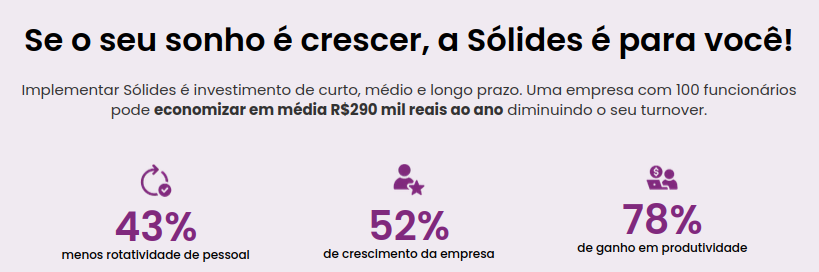 Se o seu sonho é crescer, a Sólides é para você!
Implementar Sólides é investimento de curto, médio e longo prazo. Uma empresa com 100 funcionários
pode economizar em média R$290 mil reais ao ano diminuindo o seu turnover.
43%
menos rotatividade de pessoal
52%
de crescimento da empresa
$
78%
de ganho em produtividade